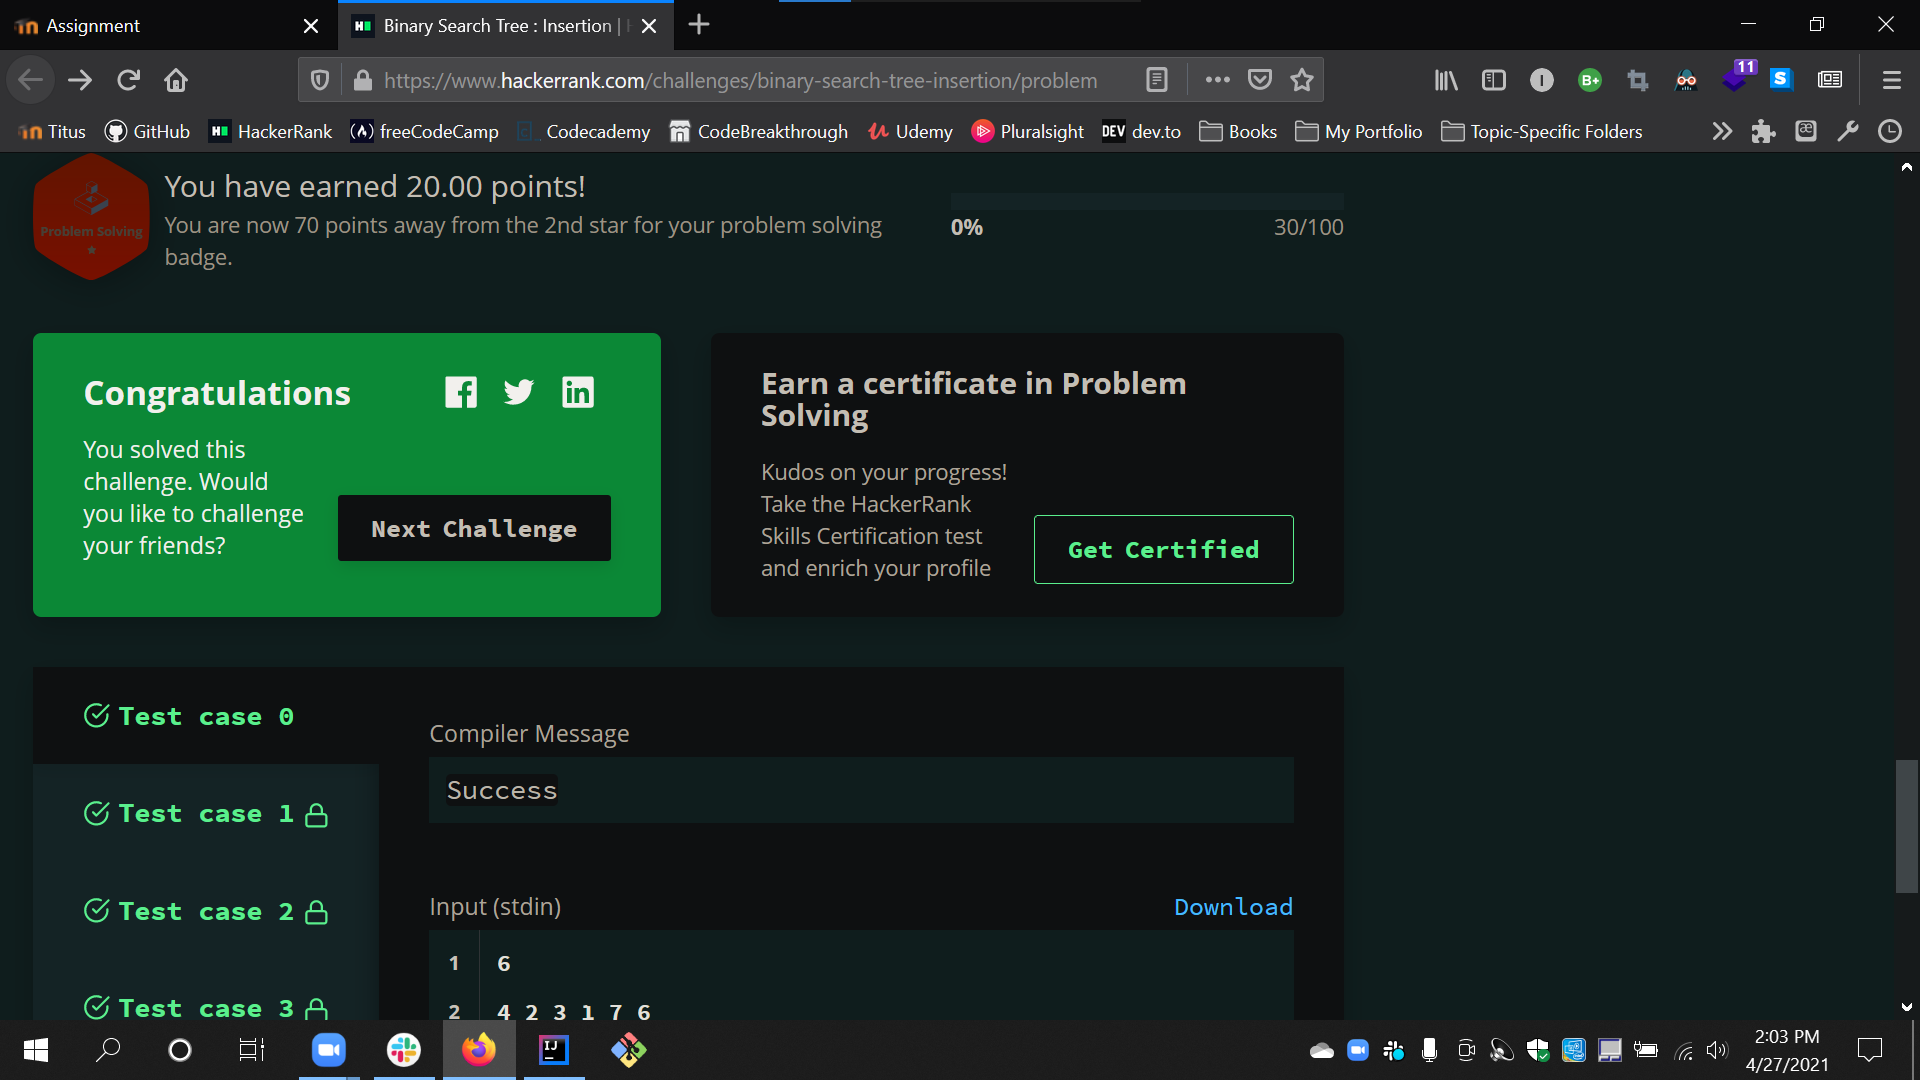 Assignment
Binary Search Tree : Insertion |
https://www.hackerrank.com/challenges/binary-search-tree-insertion/problem
11
Titus GitHub HackerRank freeCodeCamp Codecademy CodeBreakthrough Udemy Pluralsight DEV dev.to Books My Portfolio Topic-Specific Folders
You have earned 20.00 points!
You are now 70 points away from the 2nd star for your problem solving
badge.
Problem Solving
0% 30/100
Congratulations
You solved this
challenge. Would
you like to challenge
your friends?
Next Challenge
Earn a certificate in Problem
Solving
Kudos on your progress!
Take the HackerRank
Skills Certification test
and enrich your profile
Get Certified
Test case 0
Test case 1
Test case 2
Test case 3
Compiler Message
Success
Input (stdin) Download
1 6
2 4 2 3 1 7 6
2:03 PM
4/27/2021